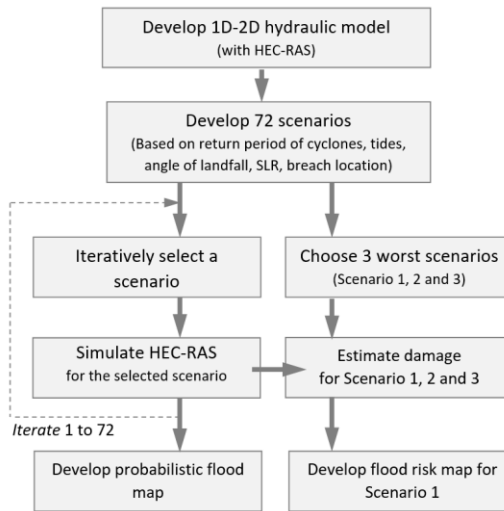 Develop 1D-2D hydraulic model
(with HEC-RAS)
Develop 72 scenarios
(Based on return period of cyclones, tides,
angle of landfall, SLR, breach location)
Iteratively select a
scenario
Choose 3 worst scenarios
(Scenario 1, 2 and 3)
Simulate HEC-RAS
for the selected scenario
Estimate damage
for Scenario 1, 2 and 3
Iterate 1 to 72
Develop probabilistic flood
map
Develop flood risk map for
Scenario 1